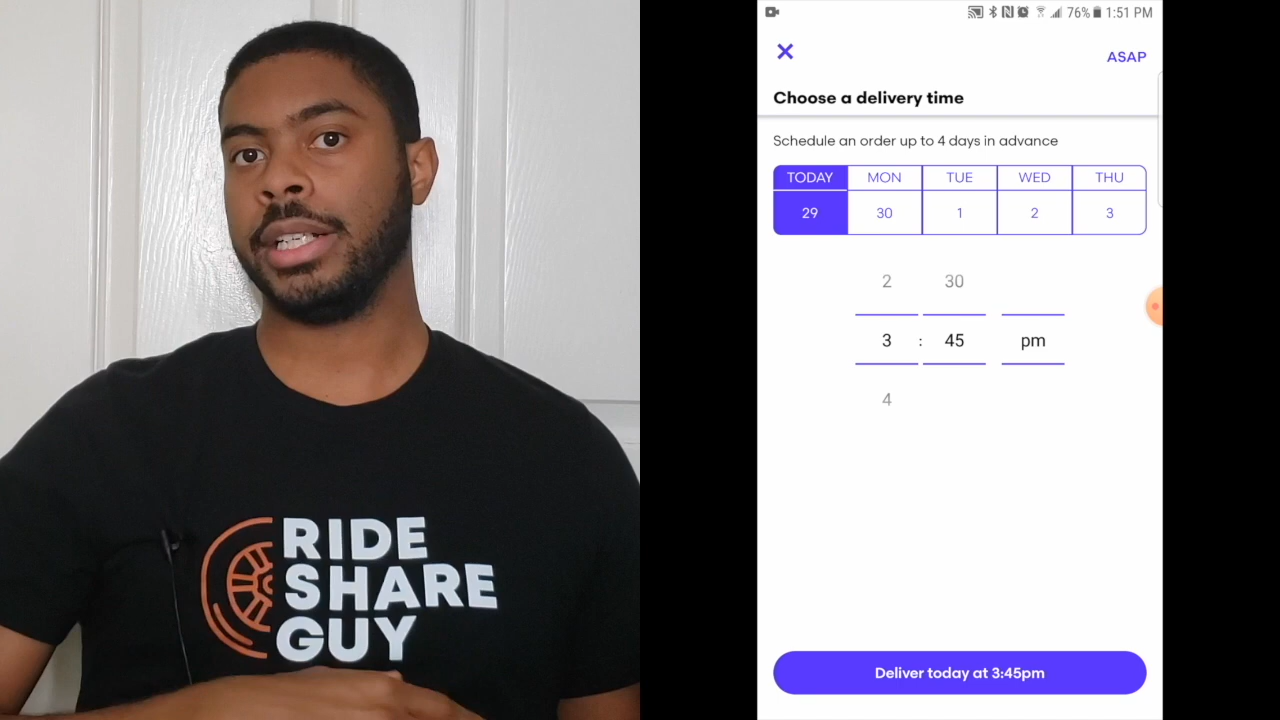 RIDE
SHARE
GUY
76% 1:51 PM
ASAP
Choose a delivery time
Schedule an order up to 4 days in advance
TODAY MON TUE WED THU
29 30 1 2 3
2 30
3 : 45 pm
4
Deliver today at 3:45pm